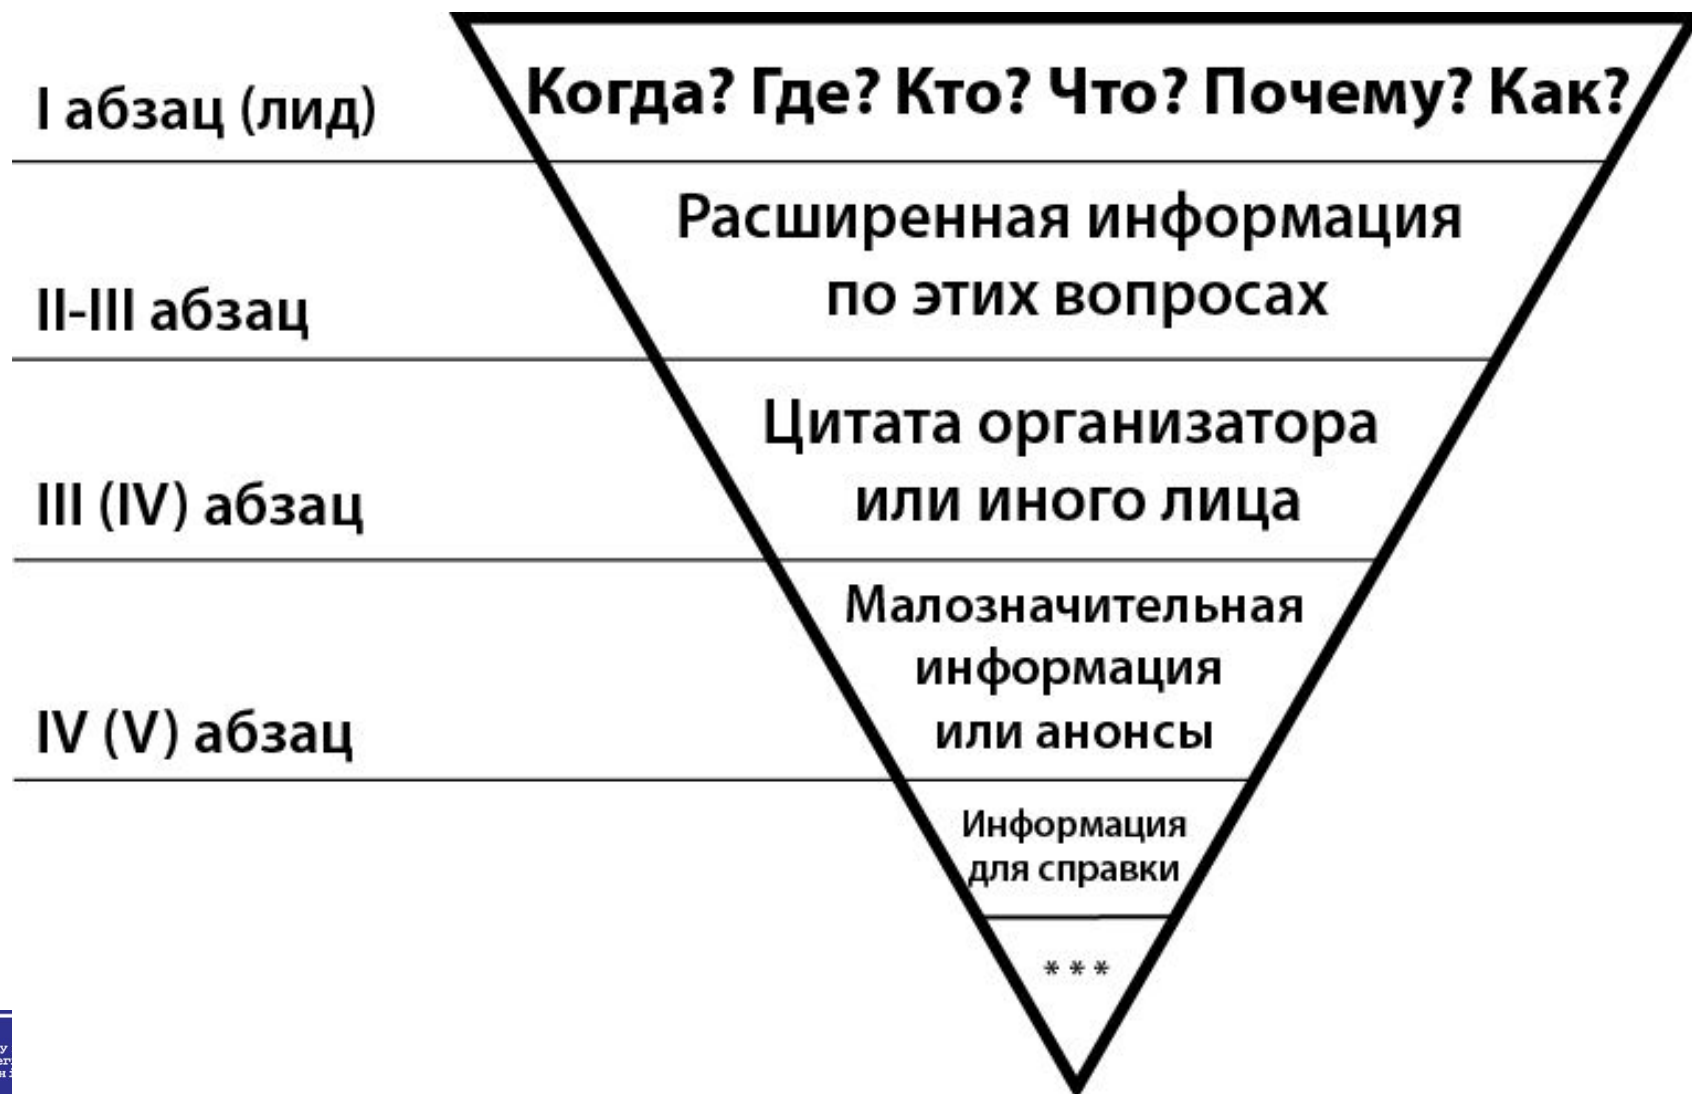 I абзац (лид)
Когда? Где? Кто? Что? Почему? Как?
II-III абзац
Расширенная информация
по этих вопросах
III (IV) абзац
Цитата организатора
или иного лица
IV (V) абзац
Малозначительная
информация
или анонсы
Информация
для справки
* * *